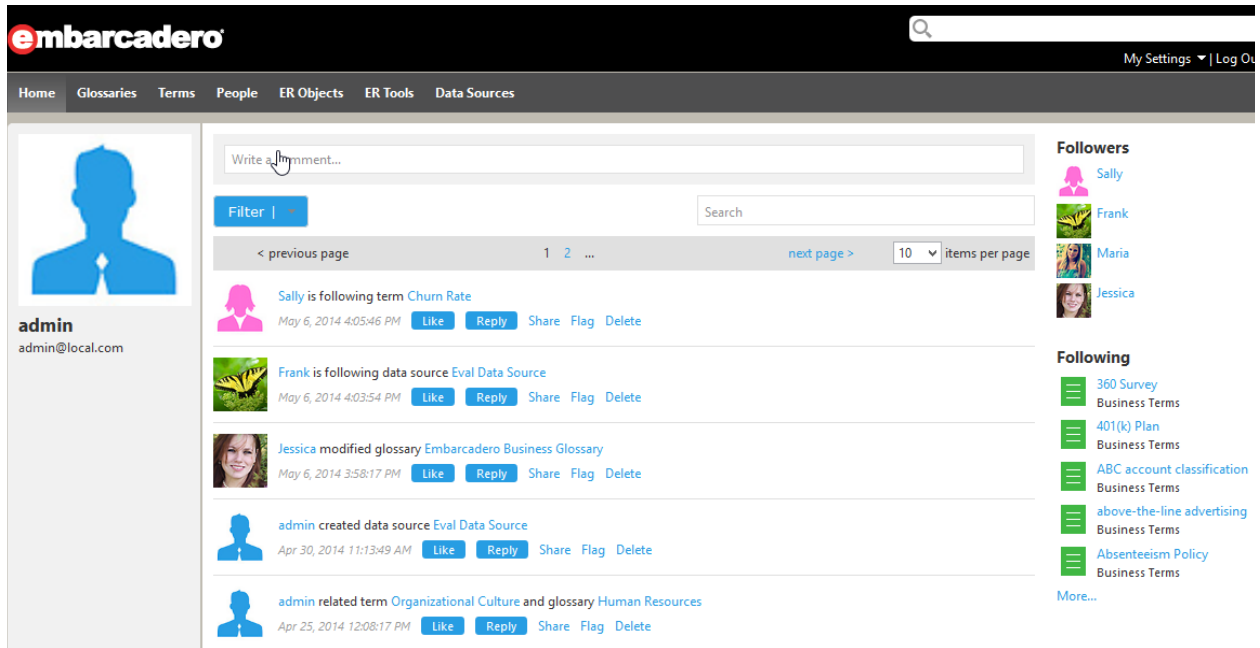 embarcadero
My Settings | Log Ou
Home Glossaries Terms People ER Objects ER Tools Data Sources
admin
admin@local.com
Write a comment...
Filter |
Search
< previous page 1 2 ... next page > 10 items per page
Sally is following term Churn Rate
May 6, 2014 4:05:46 PM Like Reply Share Flag Delete
Frank is following data source Eval Data Source
May 6, 2014 4:03:54 PM Like Reply Share Flag Delete
Jessica modified glossary Embarcadero Business Glossary
May 6, 2014 3:58:17 PM Like Reply Share Flag Delete
admin created data source Eval Data Source
Apr 30, 2014 11:13:49 AM Like Reply Share Flag Delete
admin related term Organizational Culture and glossary Human Resources
Apr 25, 2014 12:08:17 PM Like Reply Share Flag Delete
Followers
Sally
Frank
Maria
Jessica
Following
360 Survey
Business Terms
401(k) Plan
Business Terms
ABC account classification
Business Terms
above-the-line advertising
Business Terms
Absenteeism Policy
Business Terms
More...